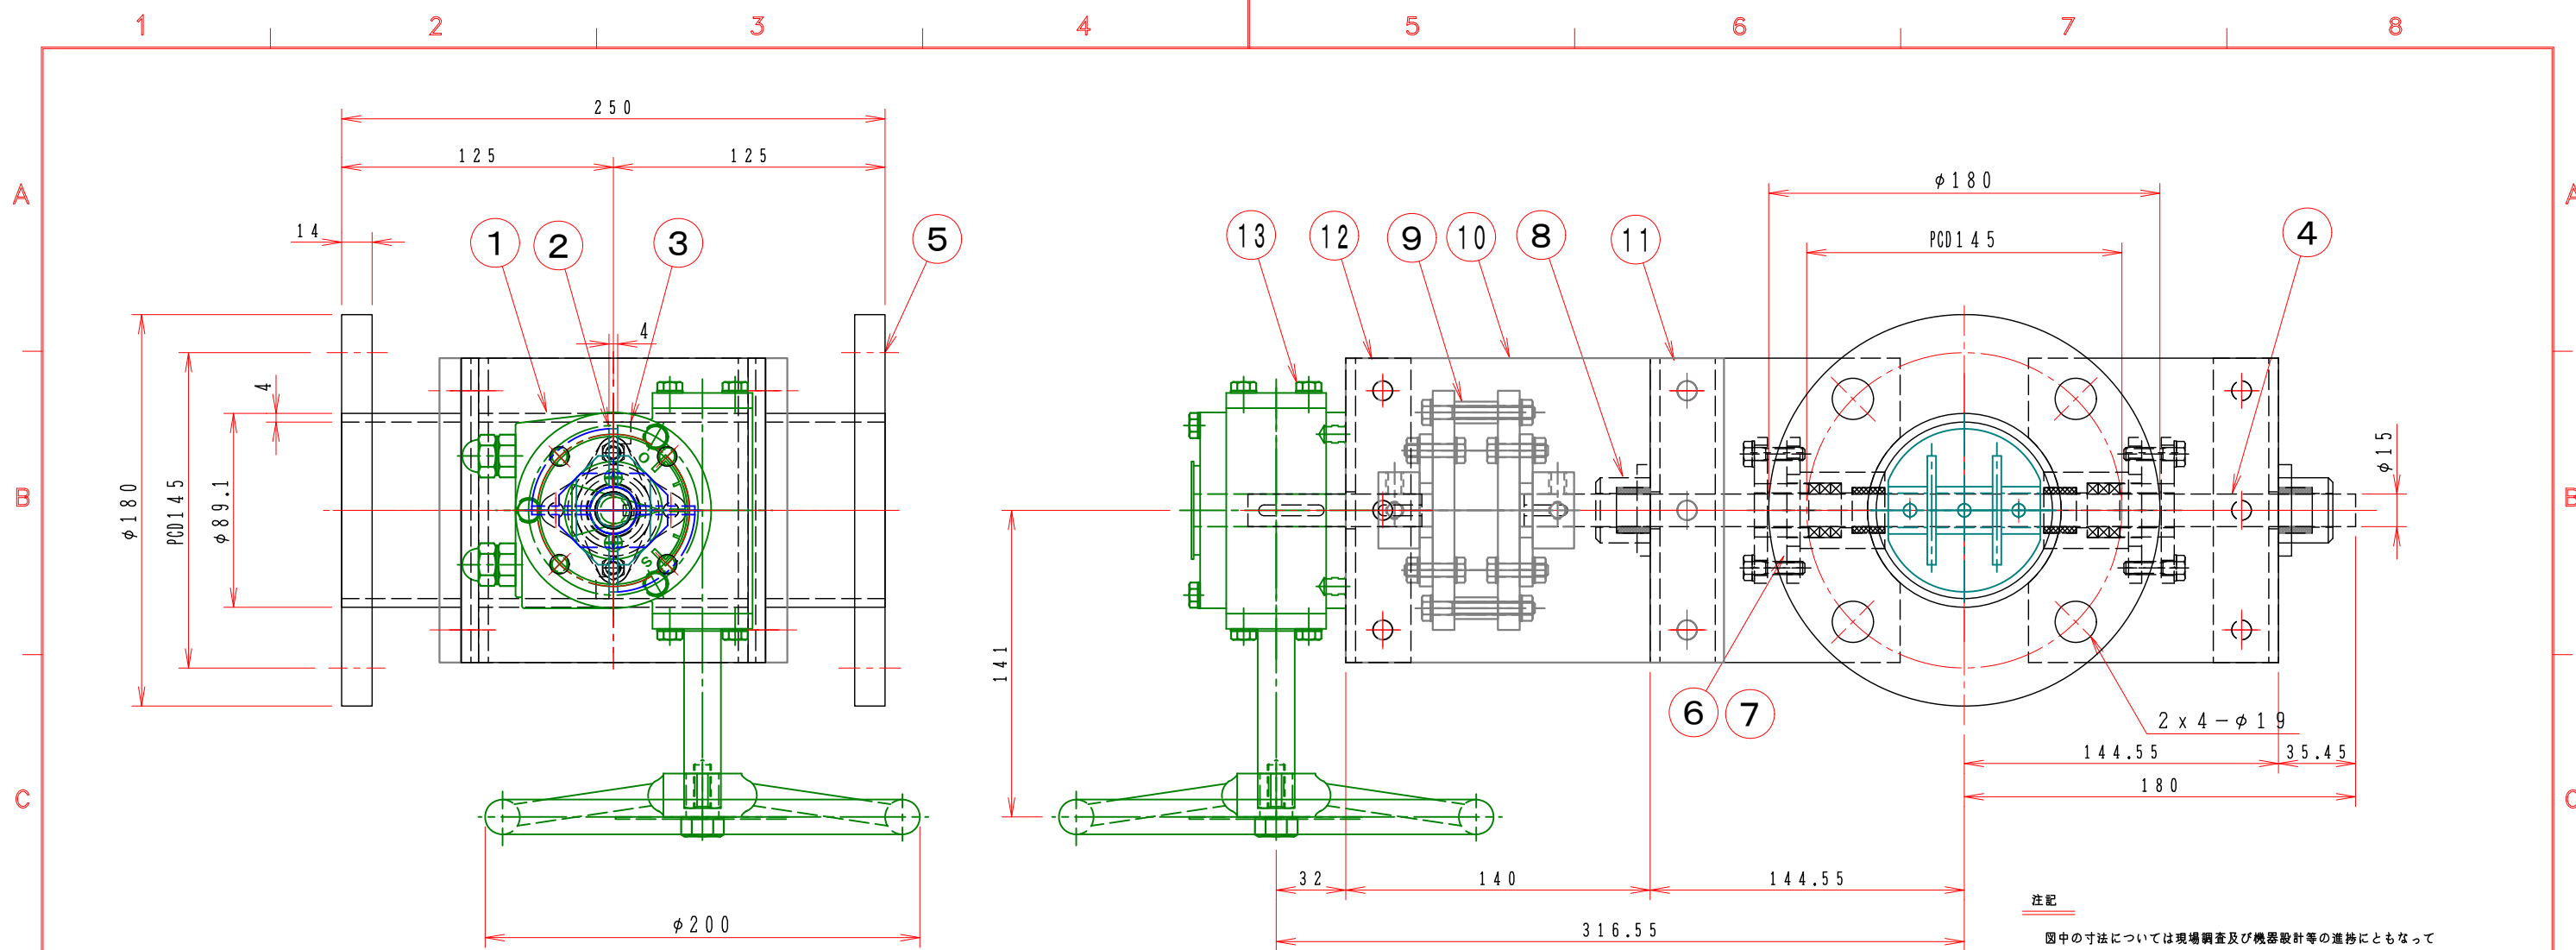 1 2 3 4 5 6 7 8
A A
250
125 125
φ180
14
1 2 3 5 13 12 9 10 8 11 4
PCD145
4
4
φ180
PCD145
φ89.1
O
S
φ15
B B
141
6 7
2x4-φ19
144.55 35.45
180
C C
32 140 144.55
φ200
316.55
注記
図中の寸法については現場調査及び機器設計等の進捗にともなって